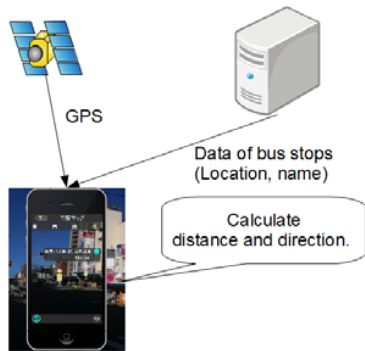 GPS
Data of bus stops
(Location, name)
Calculate
distance and direction.